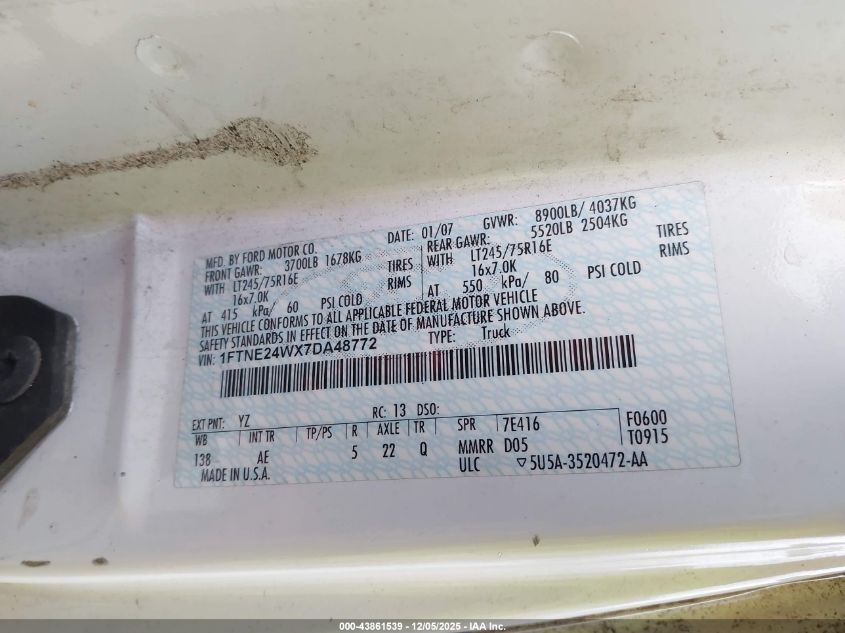 MFD. BY FORD MOTOR CO. DATE: 01/07 GVWR: 8900LB/ 4037KG
FRONT GAWR: 3700LB 1678KG REAR GAWR: 5520LB 2504KG
WITH LT245/75R16E TIRES WITH LT245/75R16E TIRES
16x7.0K RIMS 16x7.0K RIMS
AT 415 kPa/ 60 PSI COLD AT 550 kPa/ 80 PSI COLD
THIS VEHICLE CONFORMS TO ALL APPLICABLE FEDERAL MOTOR VEHICLE
SAFETY STANDARDS IN EFFECT ON THE DATE OF MANUFACTURE SHOWN ABOVE.
VIN: 1FTNE24WX7DA48772 TYPE: Truck
EXT PNT: YZ RC: 13 DSO:
WB INT TR TP/PS R AXLE TR SPR 7E416 F0600
138 AE 5 22 Q MMRR D05 T0915
MADE IN U.S.A. ULC ▽5U5A-3520472-AA
000-43861539 - 12/05/2025 - IAA Inc.